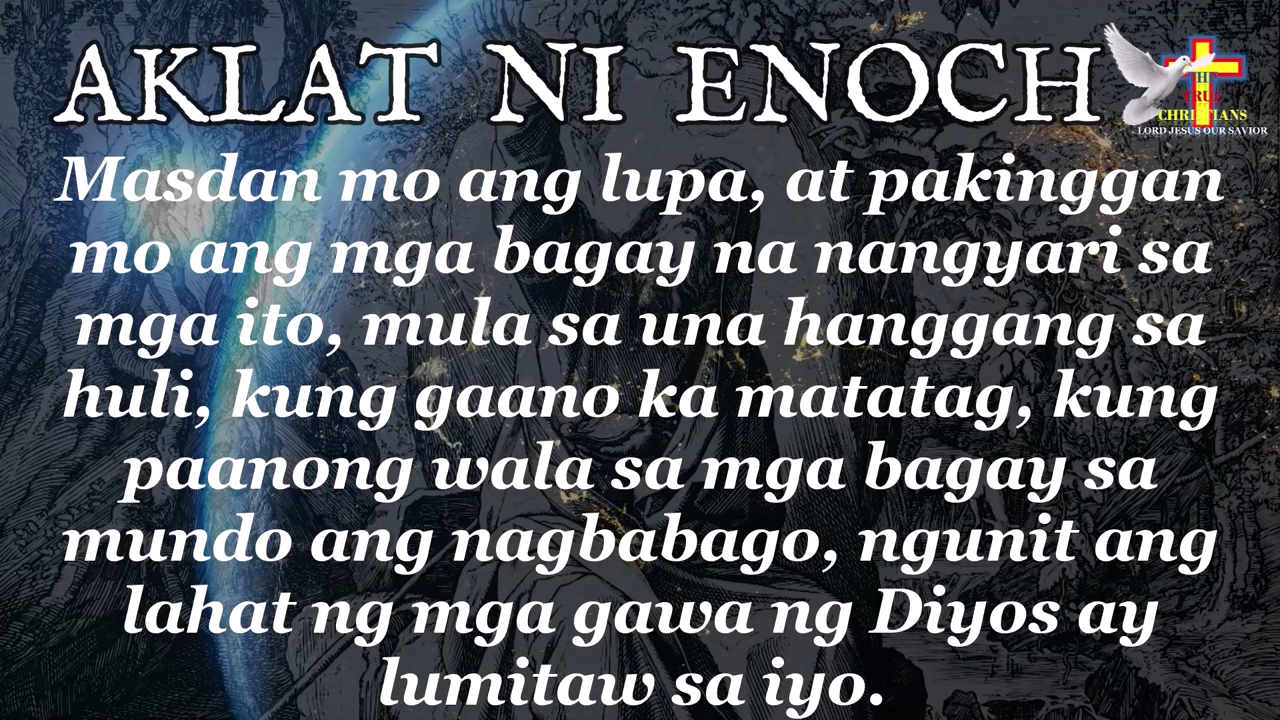 AKLAT NI ENOCH
TRUE
CHRISTIANS
LORD JESUS OUR SAVIOR
Masdan mo ang lupa, at pakinggan
mo ang mga bagay na nangyari sa
mga ito, mula sa una hanggang sa
huli, kung gaano ka matatag, kung
paanong wala sa mga bagay sa
mundo ang nagbabago, ngunit ang
lahat ng mga gawa ng Diyos ay
lumitaw sa iyo.